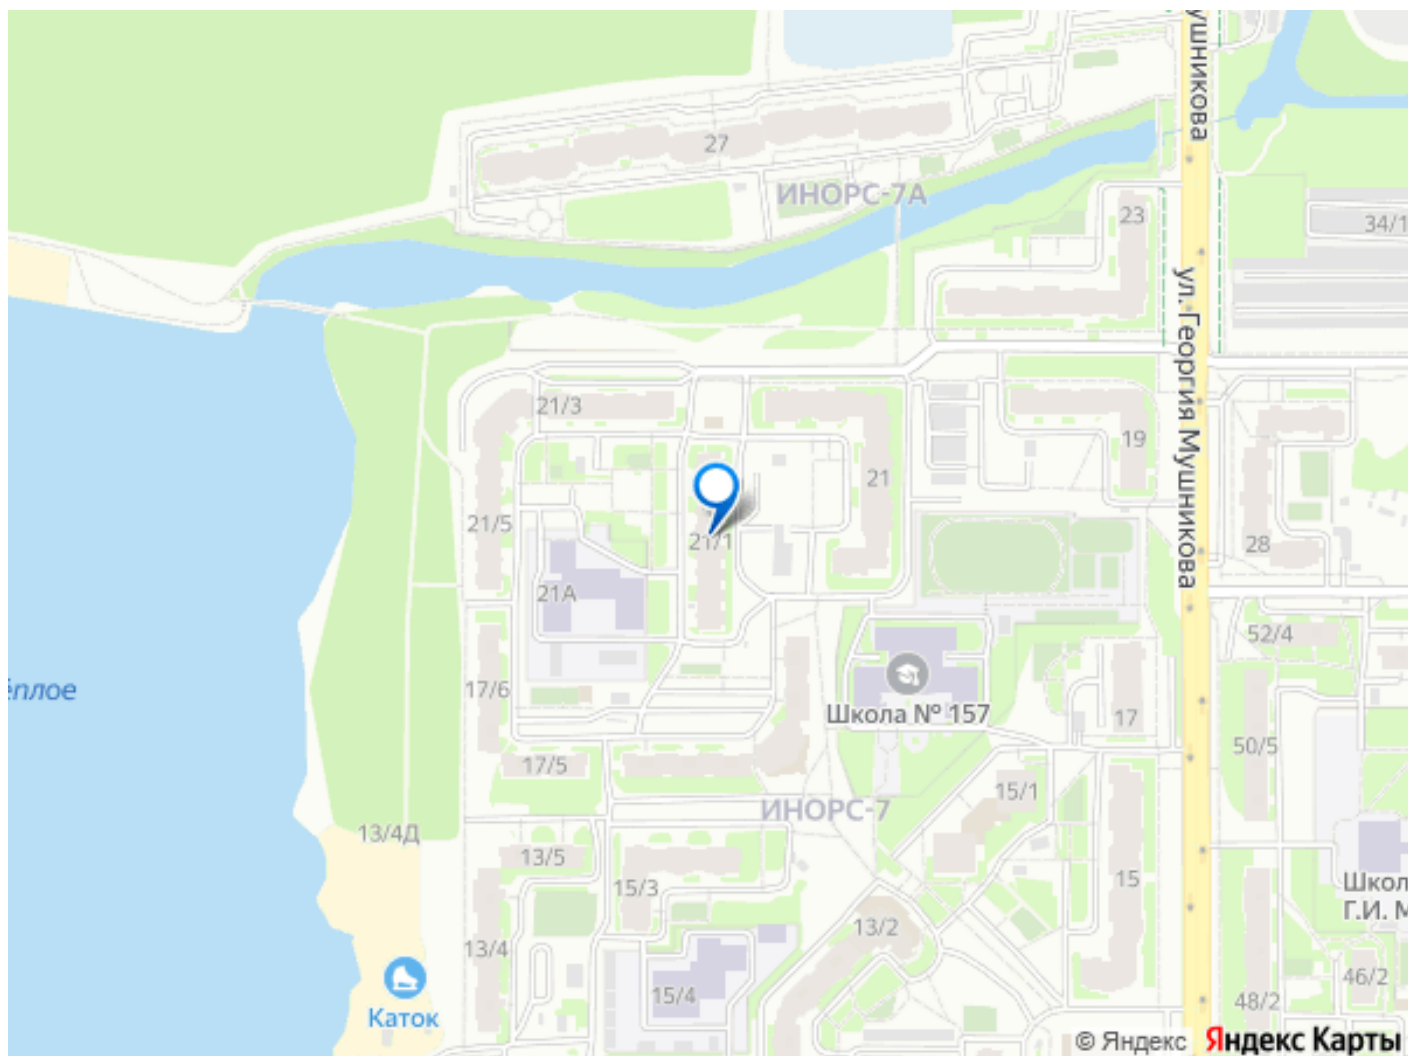 ушникова
27
ИНОРС-7А
23
34/1
ул. Георгия Мушникова
21/3
19
21
21/5
21/1
28
21А
52/4
17/6
ёплое
Школа № 157
17
50/5
17/5
15/1
ИНОРС-7
13/4Д
13/5
15/3
15
Школ
Г.И. М
13/2
13/4
46/2
15/4
48/2
Каток
© Яндекс Яндекс Карты